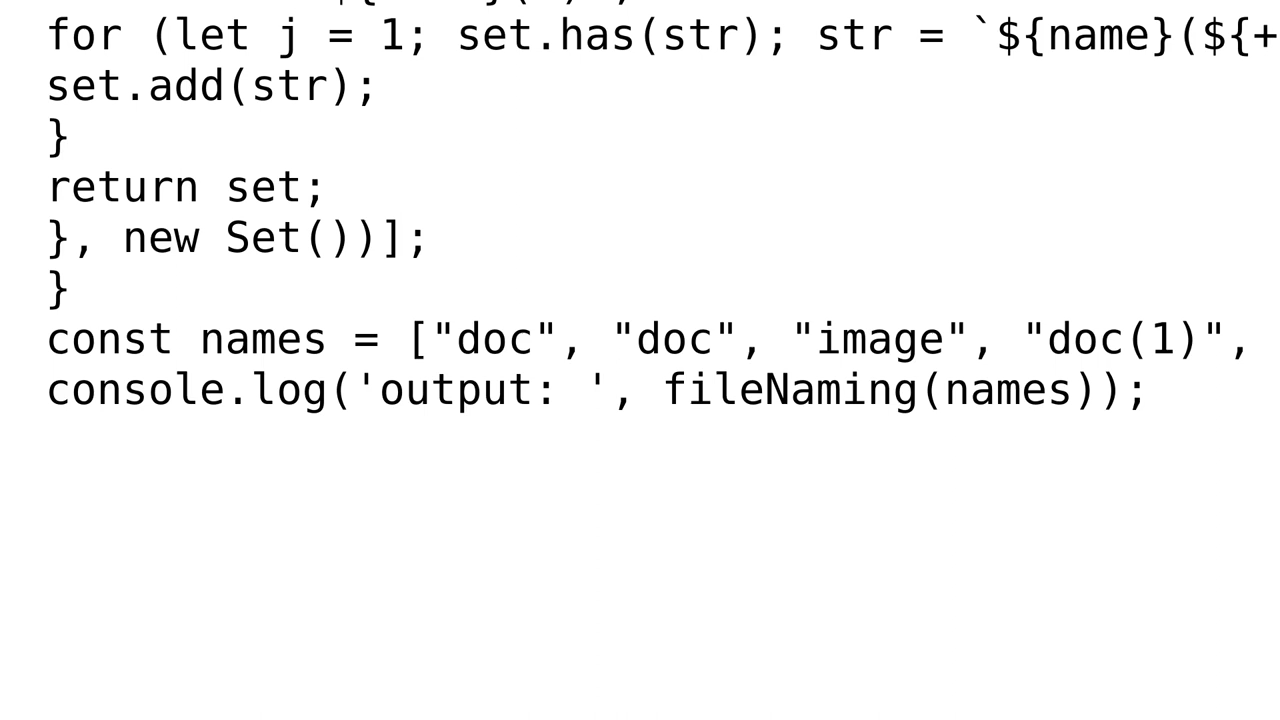 for (let j = 1; set.has(str); str = `${name}(${+
set.add(str);
}
return set;
}, new Set())];
}
const names = ["doc", "doc", "image", "doc(1)",
console.log('output: ', fileNaming(names));